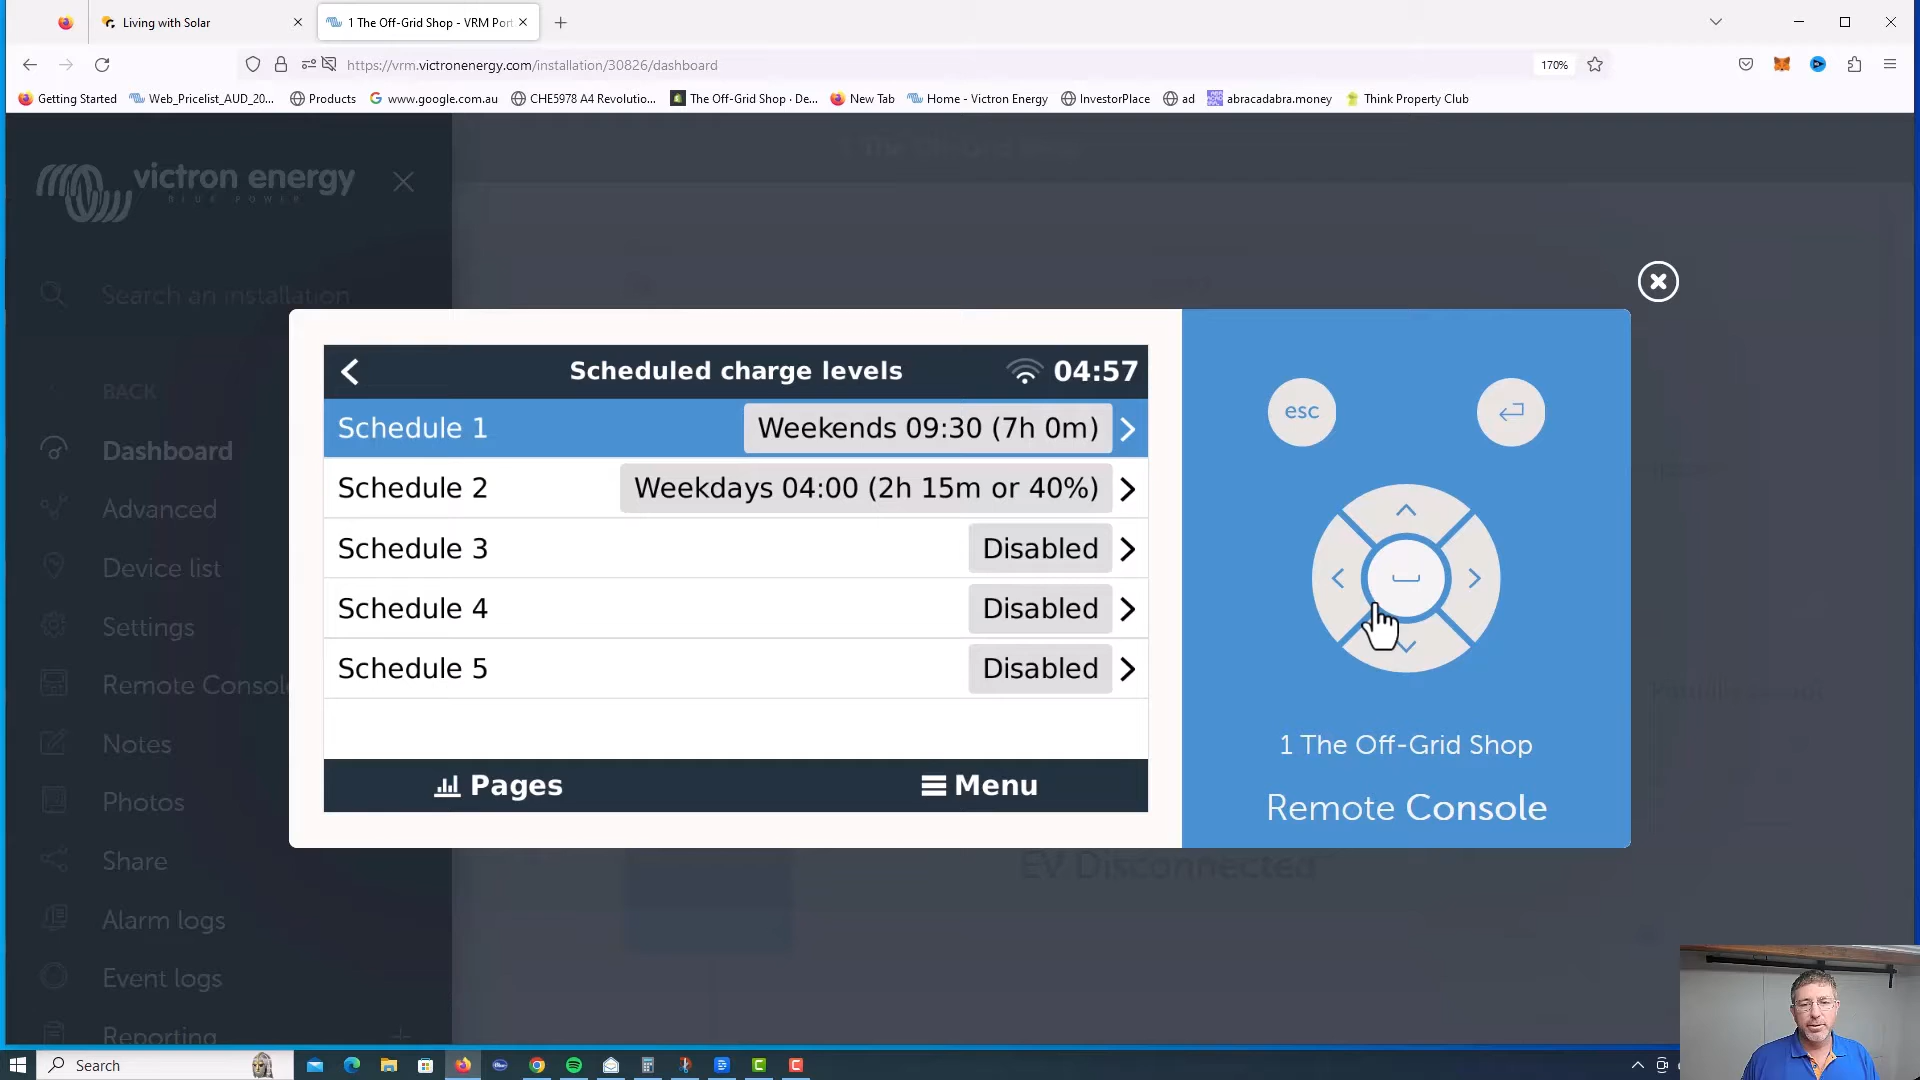 Living with Solar
1 The Off-Grid Shop - VRM Port
https://vrm.victronenergy.com/installation/30826/dashboard
170%
Getting Started
Web_Pricelist_AUD_20...
Products
www.google.com.au
CHE5978 A4 Revolutio...
The Off-Grid Shop · De...
New Tab
Home - Victron Energy
InvestorPlace
ad
abracadabra.money
Think Property Club
victron energy
BLUE POWER
Search an installation
BACK
Dashboard
Advanced
Device list
Settings
Remote Console
Notes
Photos
Share
Alarm logs
Event logs
Reporting
Scheduled charge levels
04:57
Schedule 1
Weekends 09:30 (7h 0m)
Schedule 2
Weekdays 04:00 (2h 15m or 40%)
Schedule 3
Disabled
Schedule 4
Disabled
Schedule 5
Disabled
Pages
Menu
esc
1 The Off-Grid Shop
Remote Console
EV Disconnected
Search